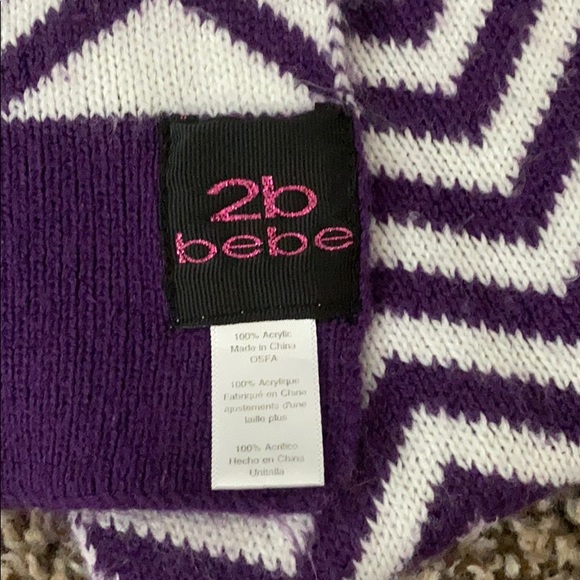 2b
bebe
100% Acrylic
Made in China
OSFA
100% Acrylique
Fabriqué en Chine
ajustements d'une
taille plus
100% Acrilico
Hecho en China
Unitalla